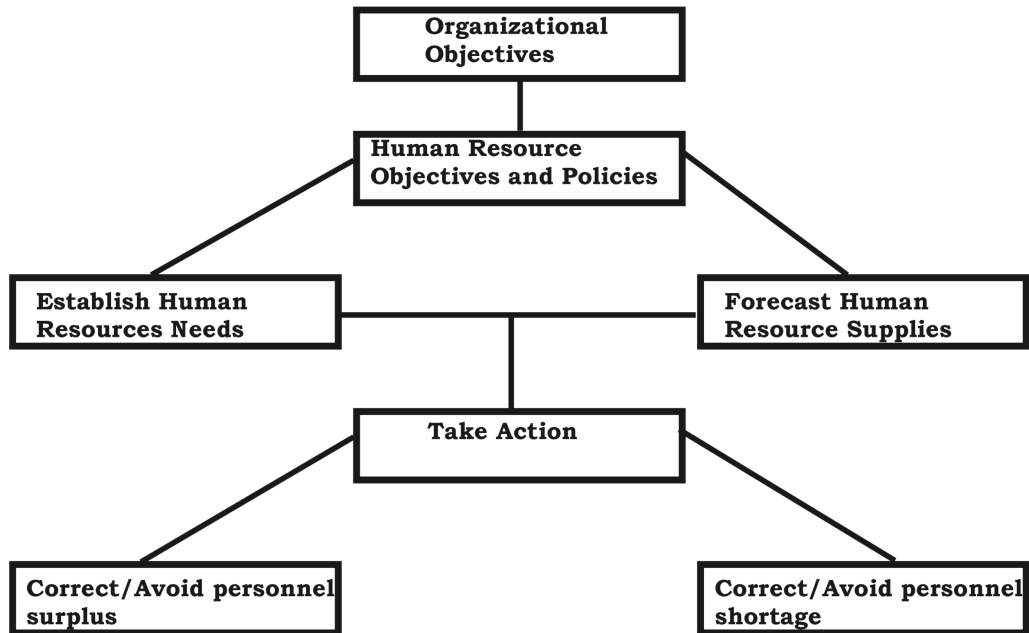 Organizational
Objectives
Human Resource
Objectives and Policies
Establish Human
Resources Needs
Forecast Human
Resource Supplies
Take Action
Correct/Avoid personnel
surplus
Correct/Avoid personnel
shortage